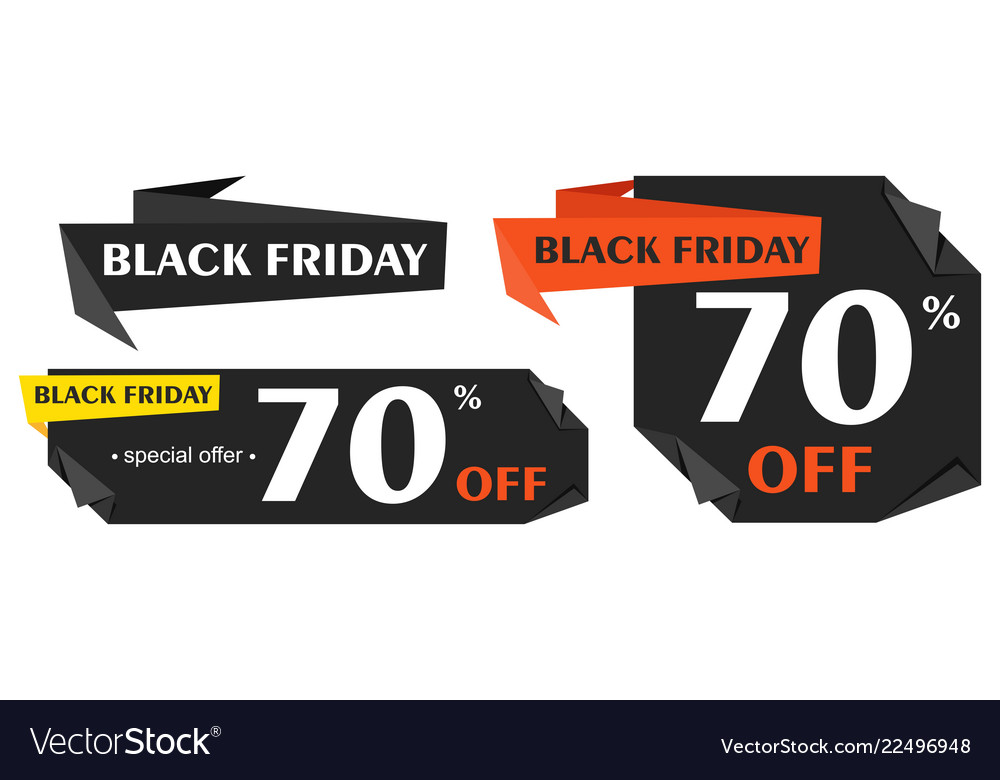 BLACK FRIDAY
BLACK FRIDAY
70%
OFF
BLACK FRIDAY
• special offer •
70%
OFF
VectorStock®
VectorStock.com/22496948